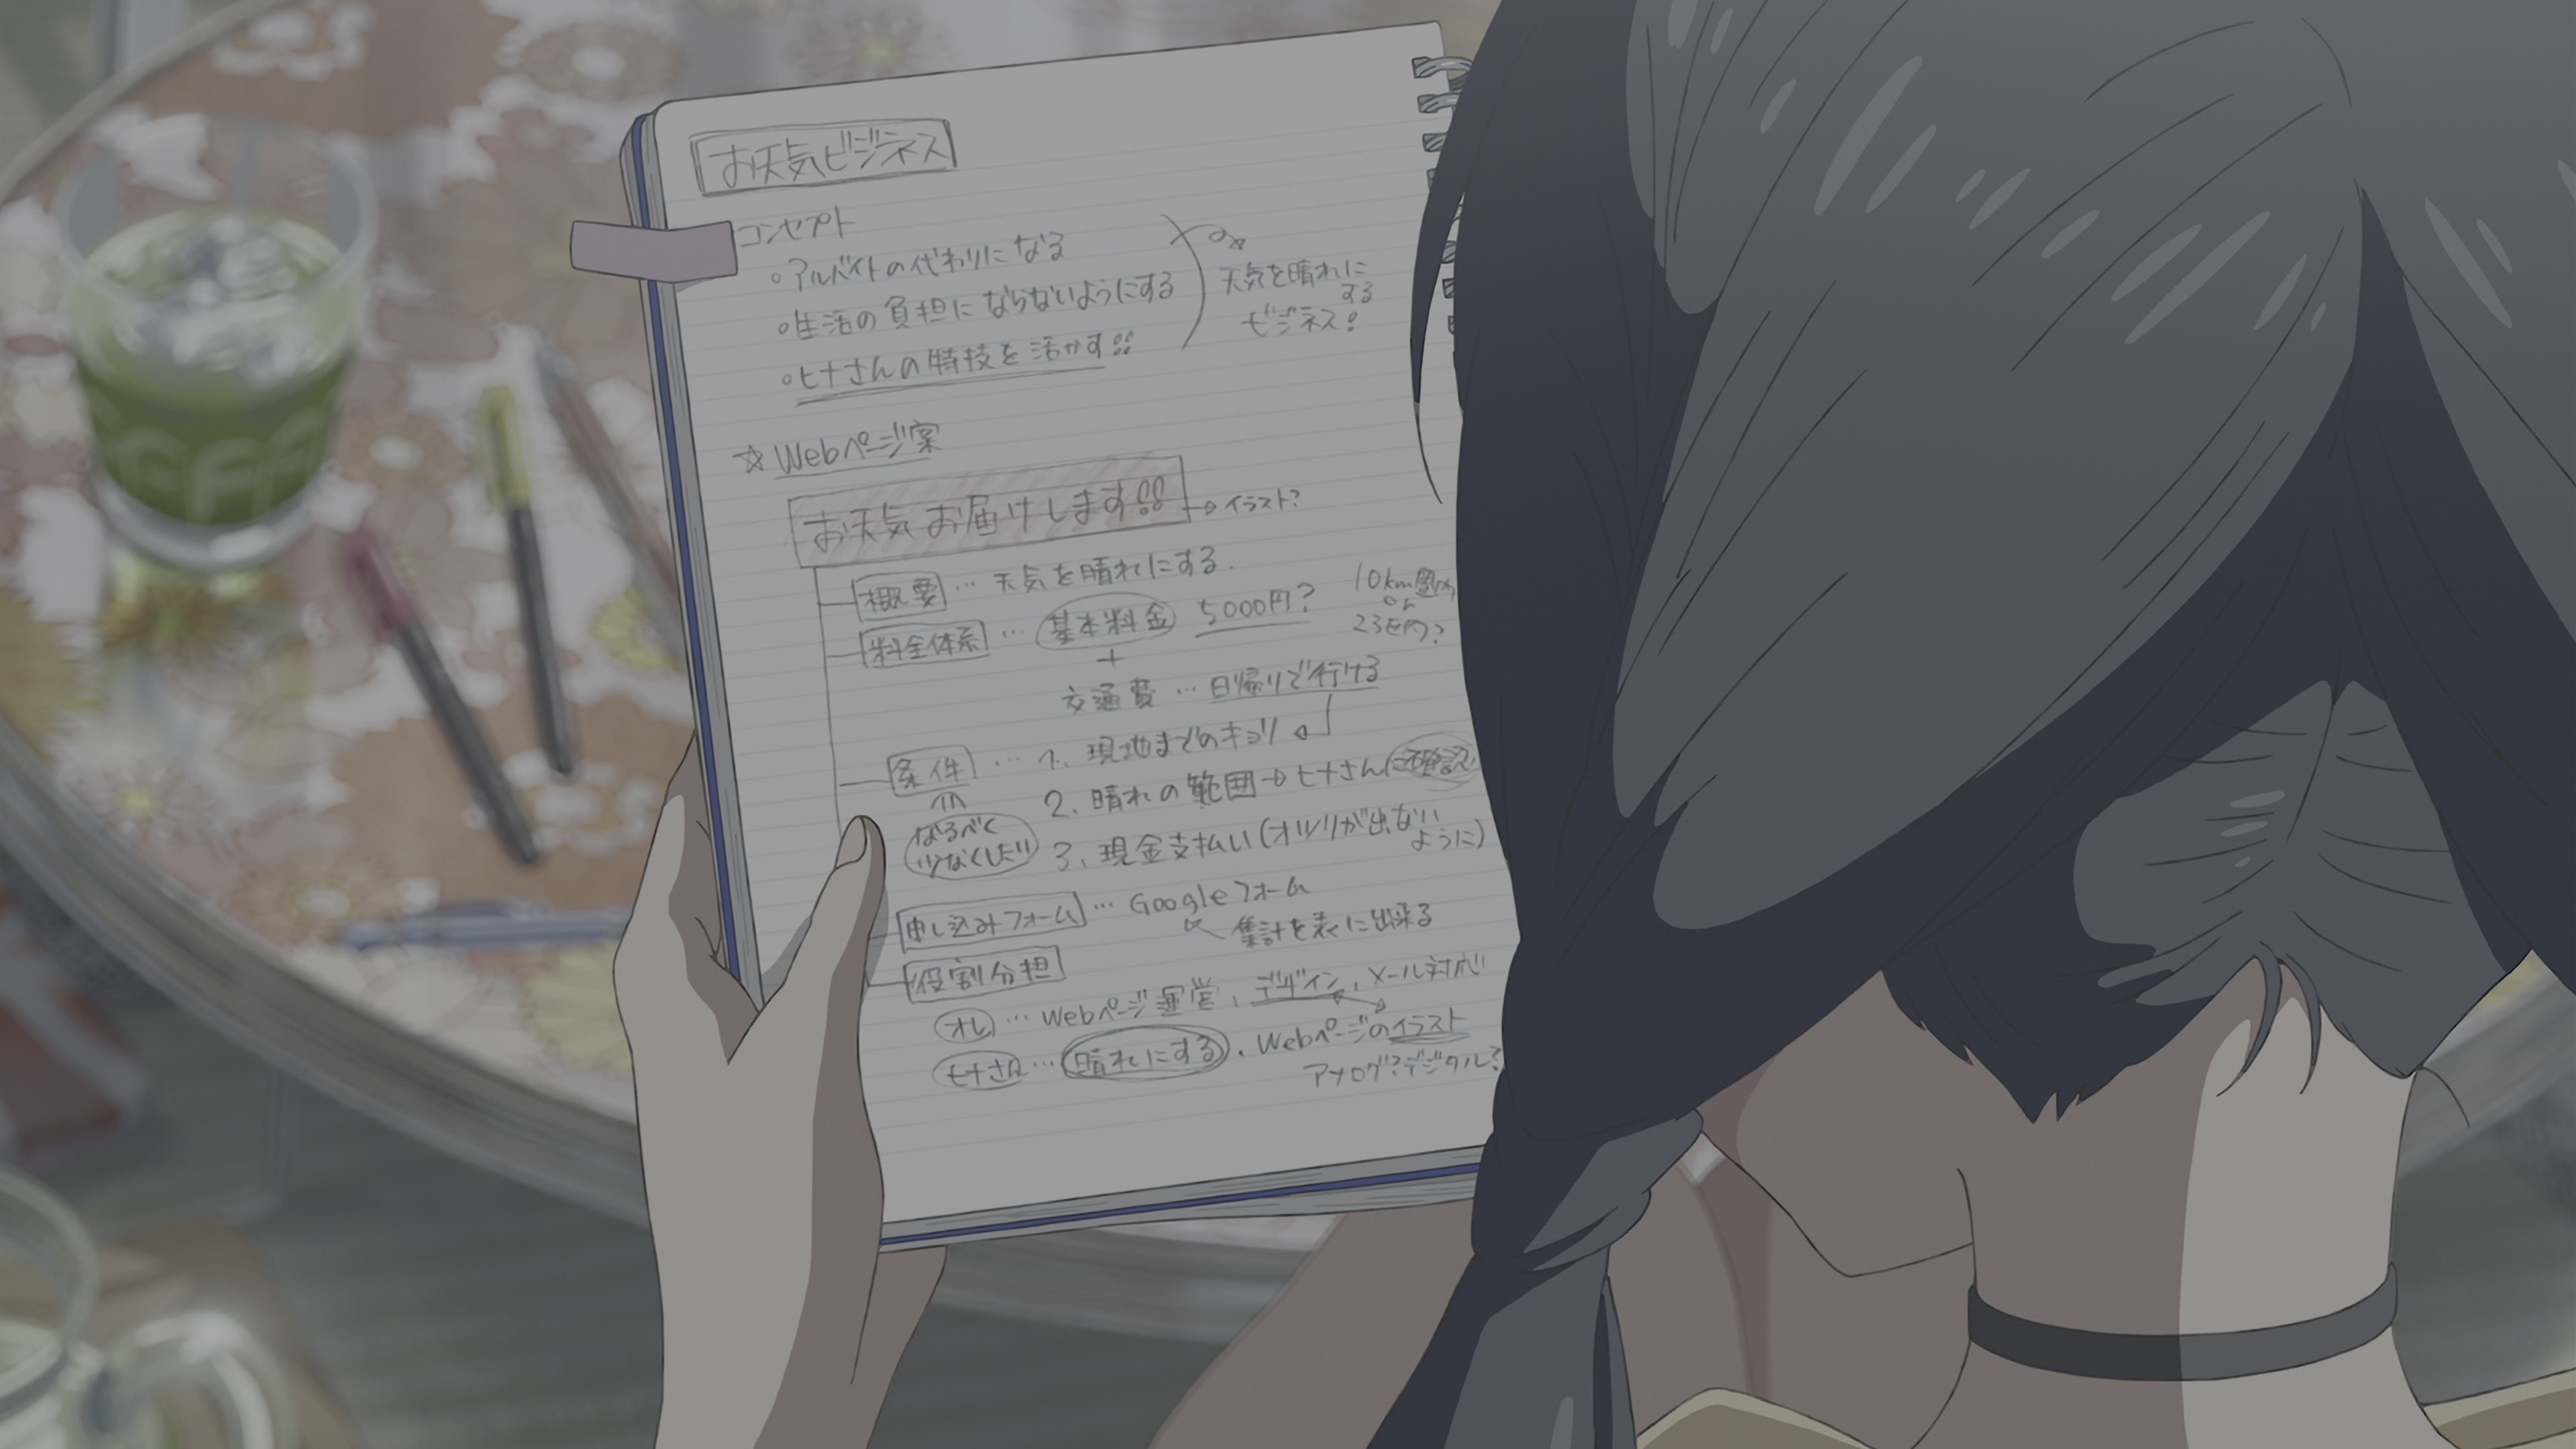 お天気ビジネス
コンセプト
○アルバイトの代わりになる
○生活の負担にならないようにする
○ヒナさんの特技を活かす!!
天気を晴れに
する
ビジネス!
☆Webページ案
お天気お届けします!!
→イラスト?
概要 … 天気を晴れにする.
料金体系 … 基本料金 5000円?
10km圏内
or
23区内?
+
交通費 … 日帰りで行ける
条件 … 1. 現地までのキョリ
2. 晴れの範囲→ヒナさんに確認
なるべく
少なくしたい
3. 現金支払い(オツリが出ない
ように)
申し込みフォーム … Googleフォーム
集計を表に出来る
役割分担
オレ … Webページ運営、デザイン、メール対応
ヒナさん … 晴れにする、Webページのイラスト
アナログ?デジタル?